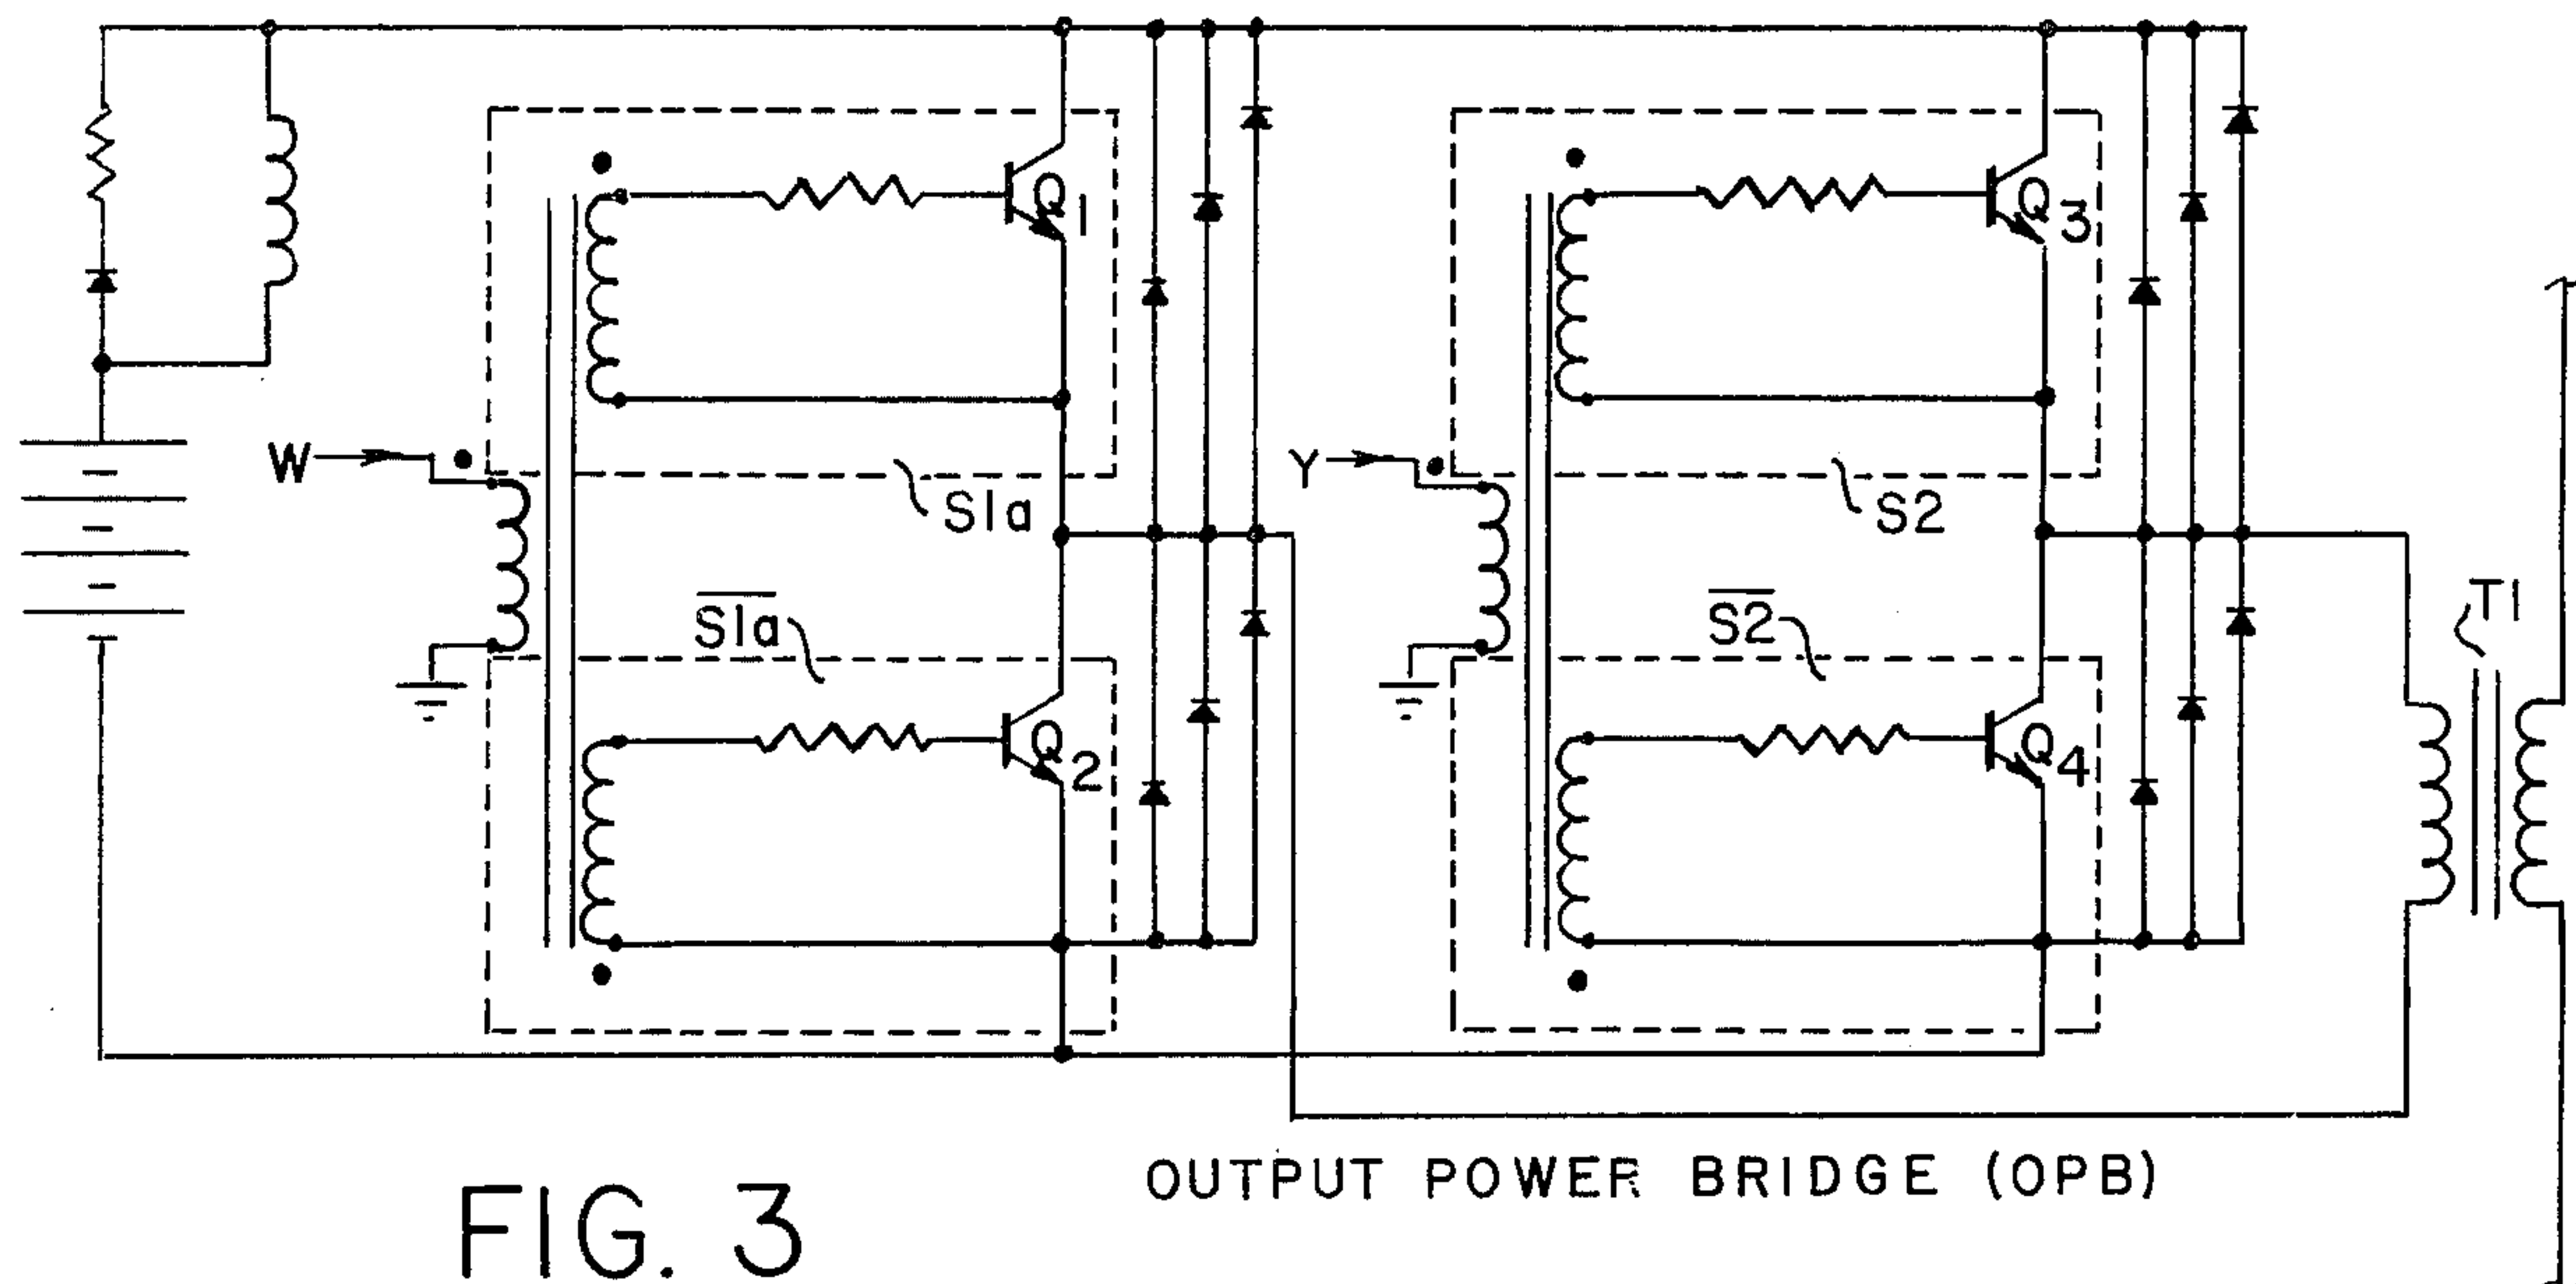 Q1
Q3
W
S1a
Y
S2
S1a
S2
T1
Q2
Q4
OUTPUT POWER BRIDGE (OPB)
FIG. 3